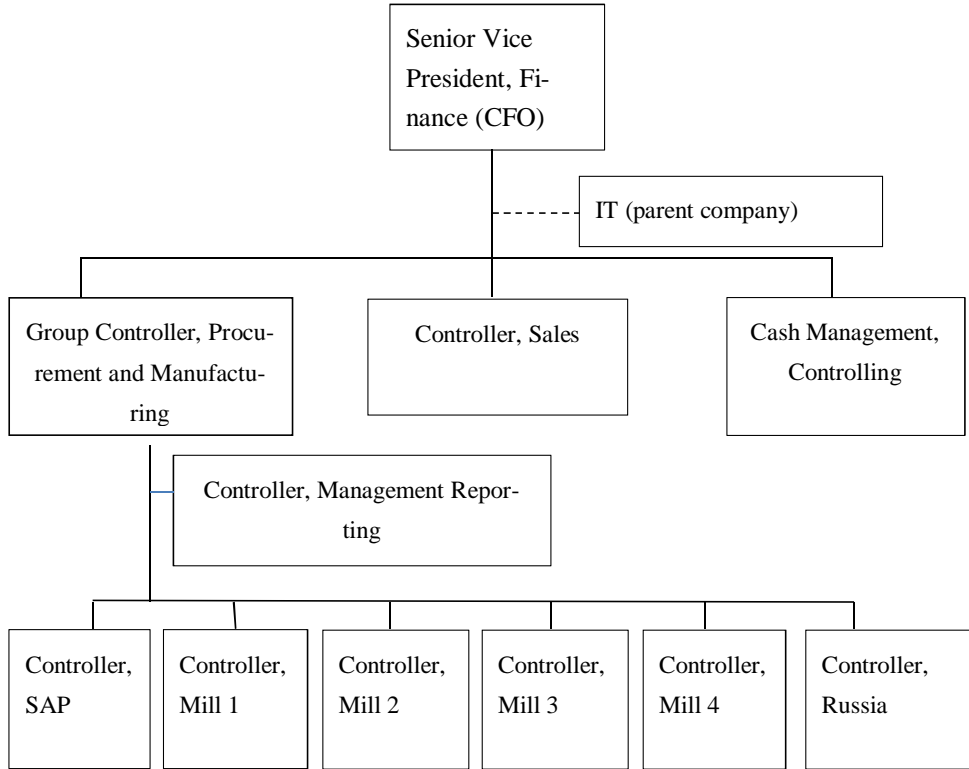 Senior Vice
President, Fi-
nance (CFO)
IT (parent company)
Group Controller, Procu-
rement and Manufactu-
ring
Controller, Sales
Cash Management,
Controlling
Controller, Management Repor-
ting
Controller,
SAP
Controller,
Mill 1
Controller,
Mill 2
Controller,
Mill 3
Controller,
Mill 4
Controller,
Russia